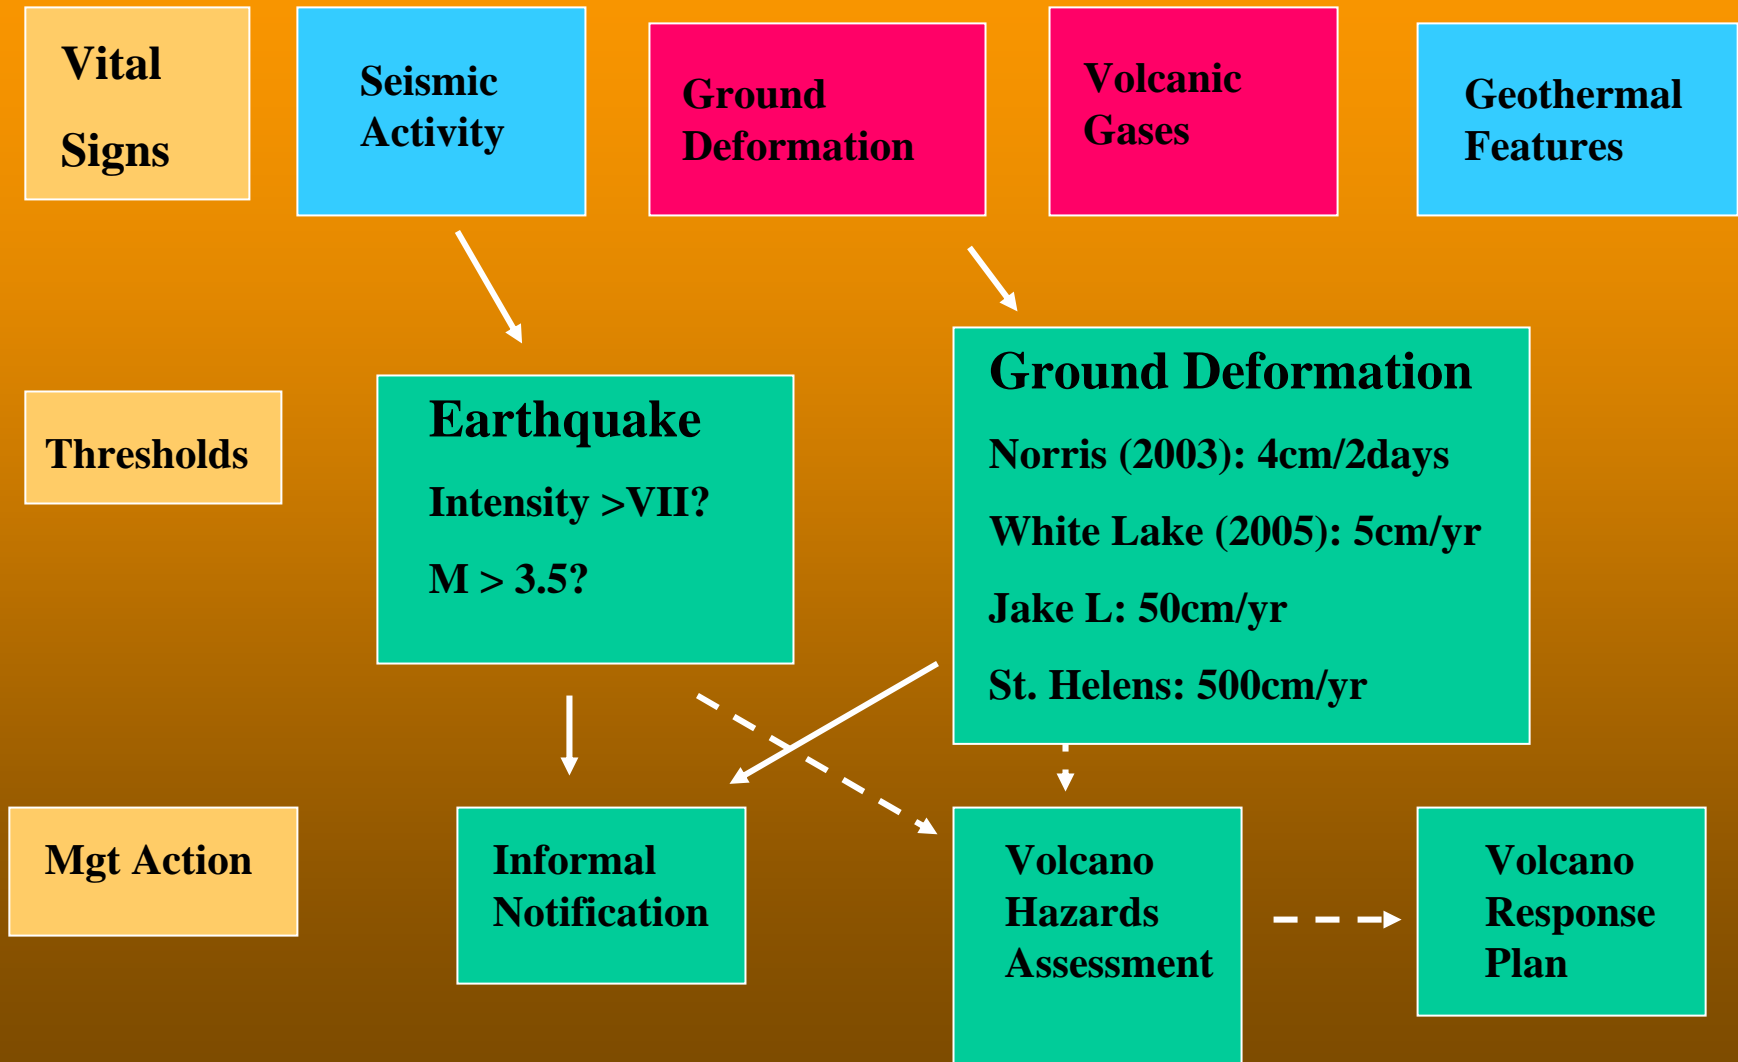 Vital
Signs
Seismic
Activity
Ground
Deformation
Volcanic
Gases
Geothermal
Features
Thresholds
Earthquake
Intensity >VII?
M > 3.5?
Ground Deformation
Norris (2003): 4cm/2days
White Lake (2005): 5cm/yr
Jake L: 50cm/yr
St. Helens: 500cm/yr
Mgt Action
Informal
Notification
Volcano
Hazards
Assessment
Volcano
Response
Plan